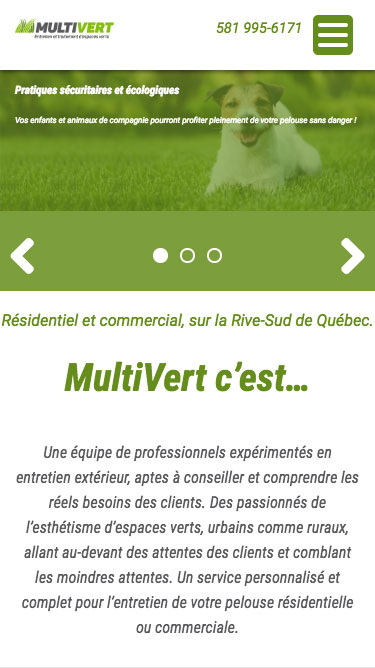 MULTIVERT
Entretien et traitement d'espaces verts
581 995-6171
Pratiques sécuritaires et écologiques
Vos enfants et animaux de compagnie pourront profiter pleinement de votre pelouse sans danger !
Résidentiel et commercial, sur la Rive-Sud de Québec.
MultiVert c’est…
Une équipe de professionnels expérimentés en
entretien extérieur, aptes à conseiller et comprendre les
réels besoins des clients. Des passionnés de
l’esthétisme d’espaces verts, urbains comme ruraux,
allant au-devant des attentes des clients et comblant
les moindres attentes. Un service personnalisé et
complet pour l’entretien de votre pelouse résidentielle
ou commerciale.